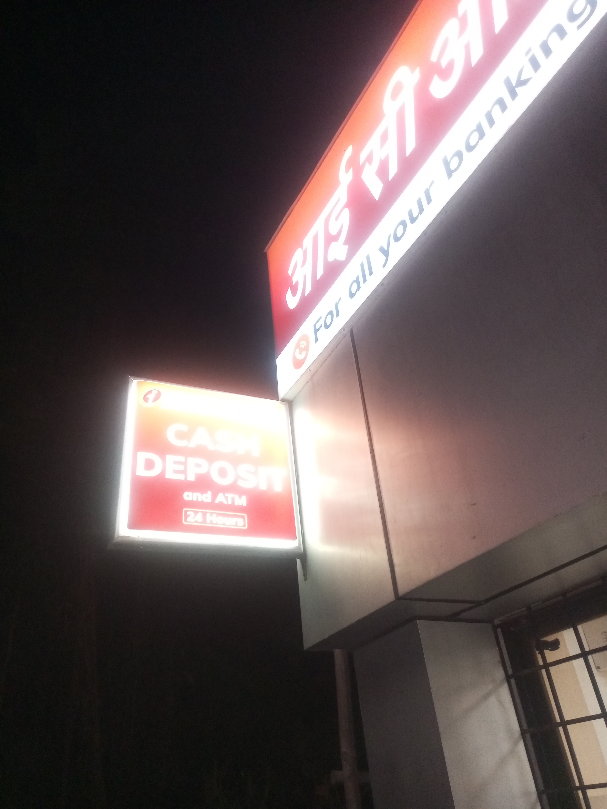 आई सी आ
For all your banking
CASH
DEPOSIT
and ATM
24 Hours